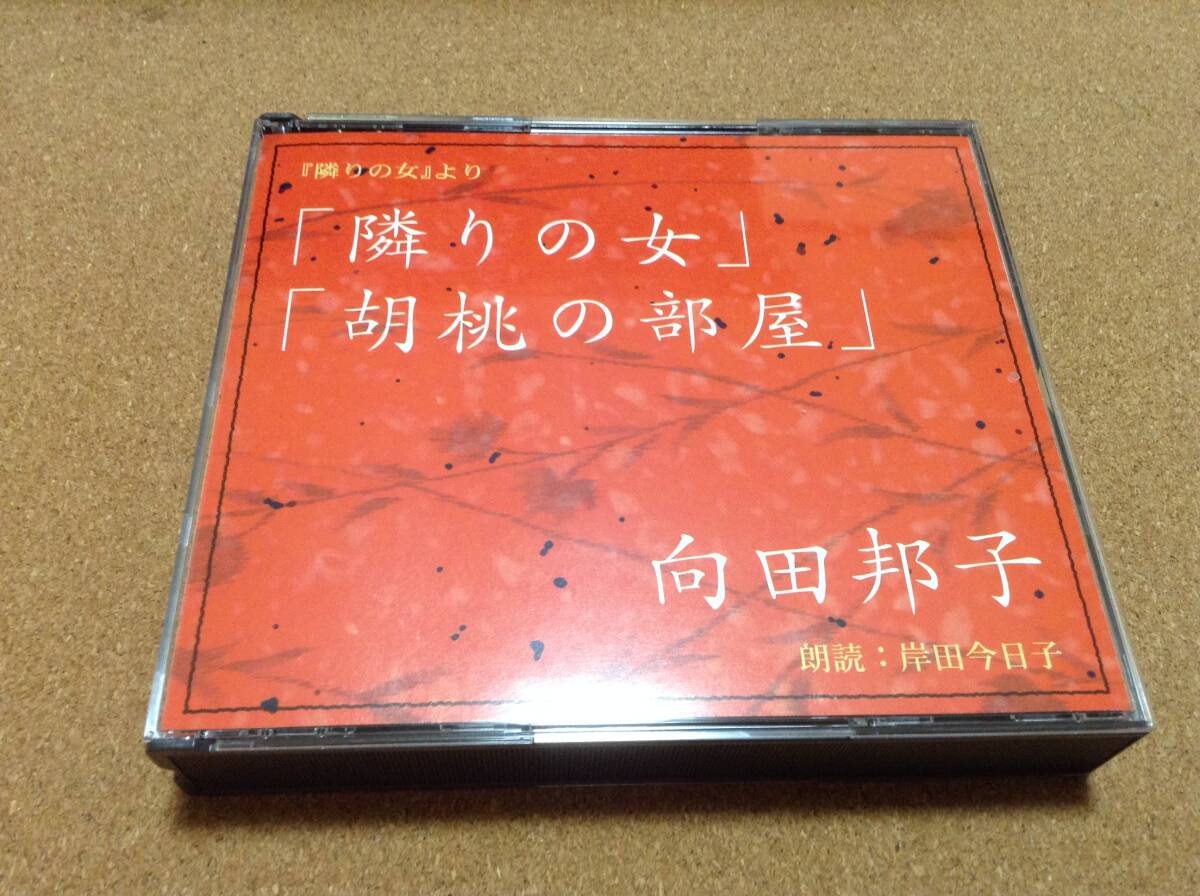 『隣りの女』より
「隣りの女」
「胡桃の部屋」
向田邦子
朗読：岸田今日子